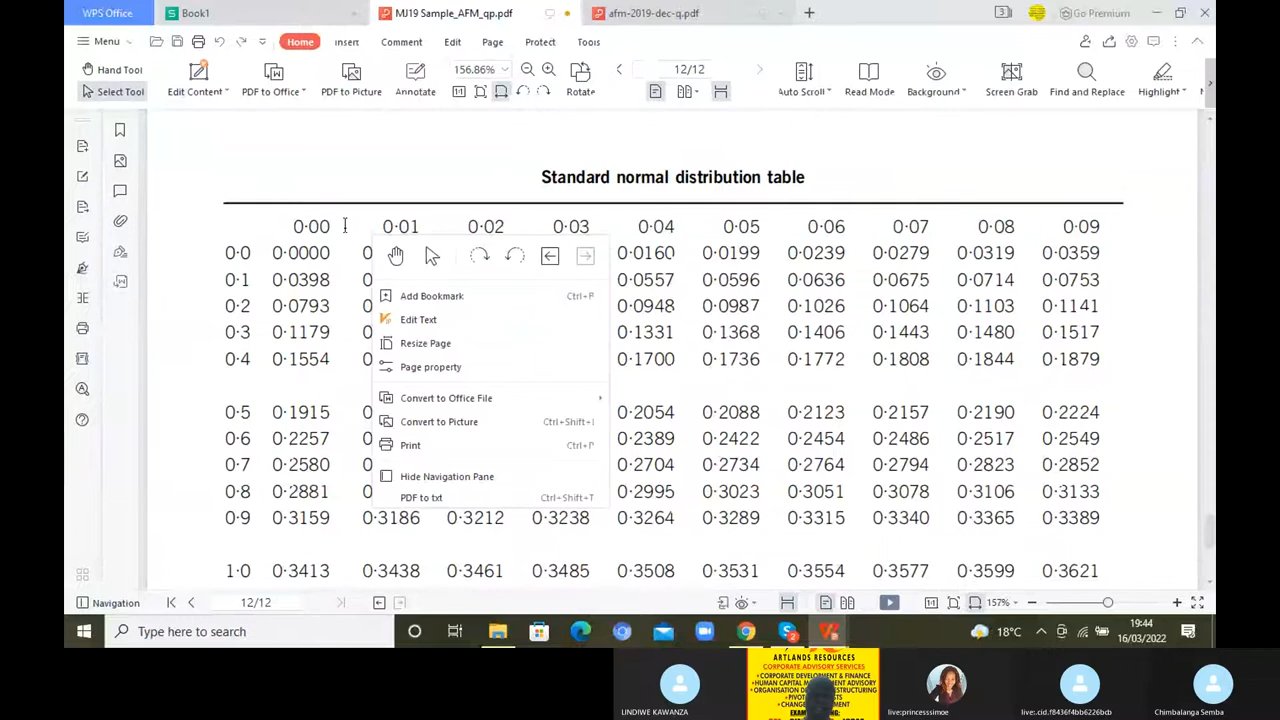 WPS Office
Book1
MJ19 Sample_AFM_qp.pdf
afm-2019-dec-q.pdf
Go Premium
Menu
Home
Insert
Comment
Edit
Page
Protect
Tools
Hand Tool
Select Tool
Edit Content
PDF to Office
PDF to Picture
Annotate
156.86%
Rotate
12/12
Auto Scroll
Read Mode
Background
Screen Grab
Find and Replace
Highlight
Standard normal distribution table
0·00 0·01 0·02 0·03 0·04 0·05 0·06 0·07 0·08 0·09
0·0 0·0000 0·0160 0·0199 0·0239 0·0279 0·0319 0·0359
0·1 0·0398 0·0557 0·0596 0·0636 0·0675 0·0714 0·0753
0·2 0·0793 0·0948 0·0987 0·1026 0·1064 0·1103 0·1141
0·3 0·1179 0·1331 0·1368 0·1406 0·1443 0·1480 0·1517
0·4 0·1554 0·1700 0·1736 0·1772 0·1808 0·1844 0·1879
0·5 0·1915 0·2054 0·2088 0·2123 0·2157 0·2190 0·2224
0·6 0·2257 0·2389 0·2422 0·2454 0·2486 0·2517 0·2549
0·7 0·2580 0·2704 0·2734 0·2764 0·2794 0·2823 0·2852
0·8 0·2881 0·2995 0·3023 0·3051 0·3078 0·3106 0·3133
0·9 0·3159 0·3186 0·3212 0·3238 0·3264 0·3289 0·3315 0·3340 0·3365 0·3389
1·0 0·3413 0·3438 0·3461 0·3485 0·3508 0·3531 0·3554 0·3577 0·3599 0·3621
Add Bookmark
Edit Text
Resize Page
Page property
Convert to Office File
Convert to Picture Ctrl+Shift+I
Print Ctrl+P
Hide Navigation Pane
PDF to txt Ctrl+Shift+T
Navigation
12/12
157%
Type here to search
18°C
19:44
16/03/2022
ARTLANDS RESOURCES
CORPORATE ADVISORY SERVICES
CORPORATE DEVELOPMENT & FINANCE
LINDIWE KAWANZA
live:princesssimoe
live:.cid.f8436f4bb6226bcb
Chimbalanga Semba